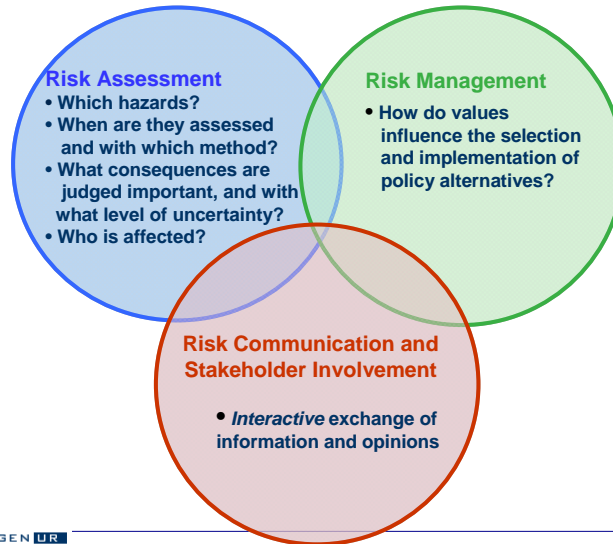 Risk Assessment
• Which hazards?
• When are they assessed
and with which method?
• What consequences are
judged important, and with
what level of uncertainty?
• Who is affected?
Risk Management
• How do values
influence the selection
and implementation of
policy alternatives?
Risk Communication and
Stakeholder Involvement
• Interactive exchange of
information and opinions
GEN UR